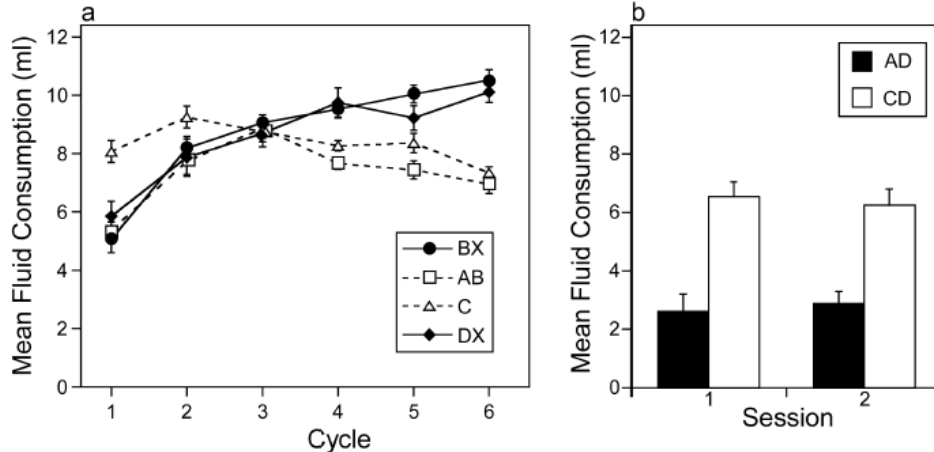 a
Mean Fluid Consumption (ml)
12
10
8
6
4
2
0
1 2 3 4 5 6
Cycle
BX
AB
C
DX
b
Mean Fluid Consumption (ml)
12
10
8
6
4
2
0
1 2
Session
AD
CD